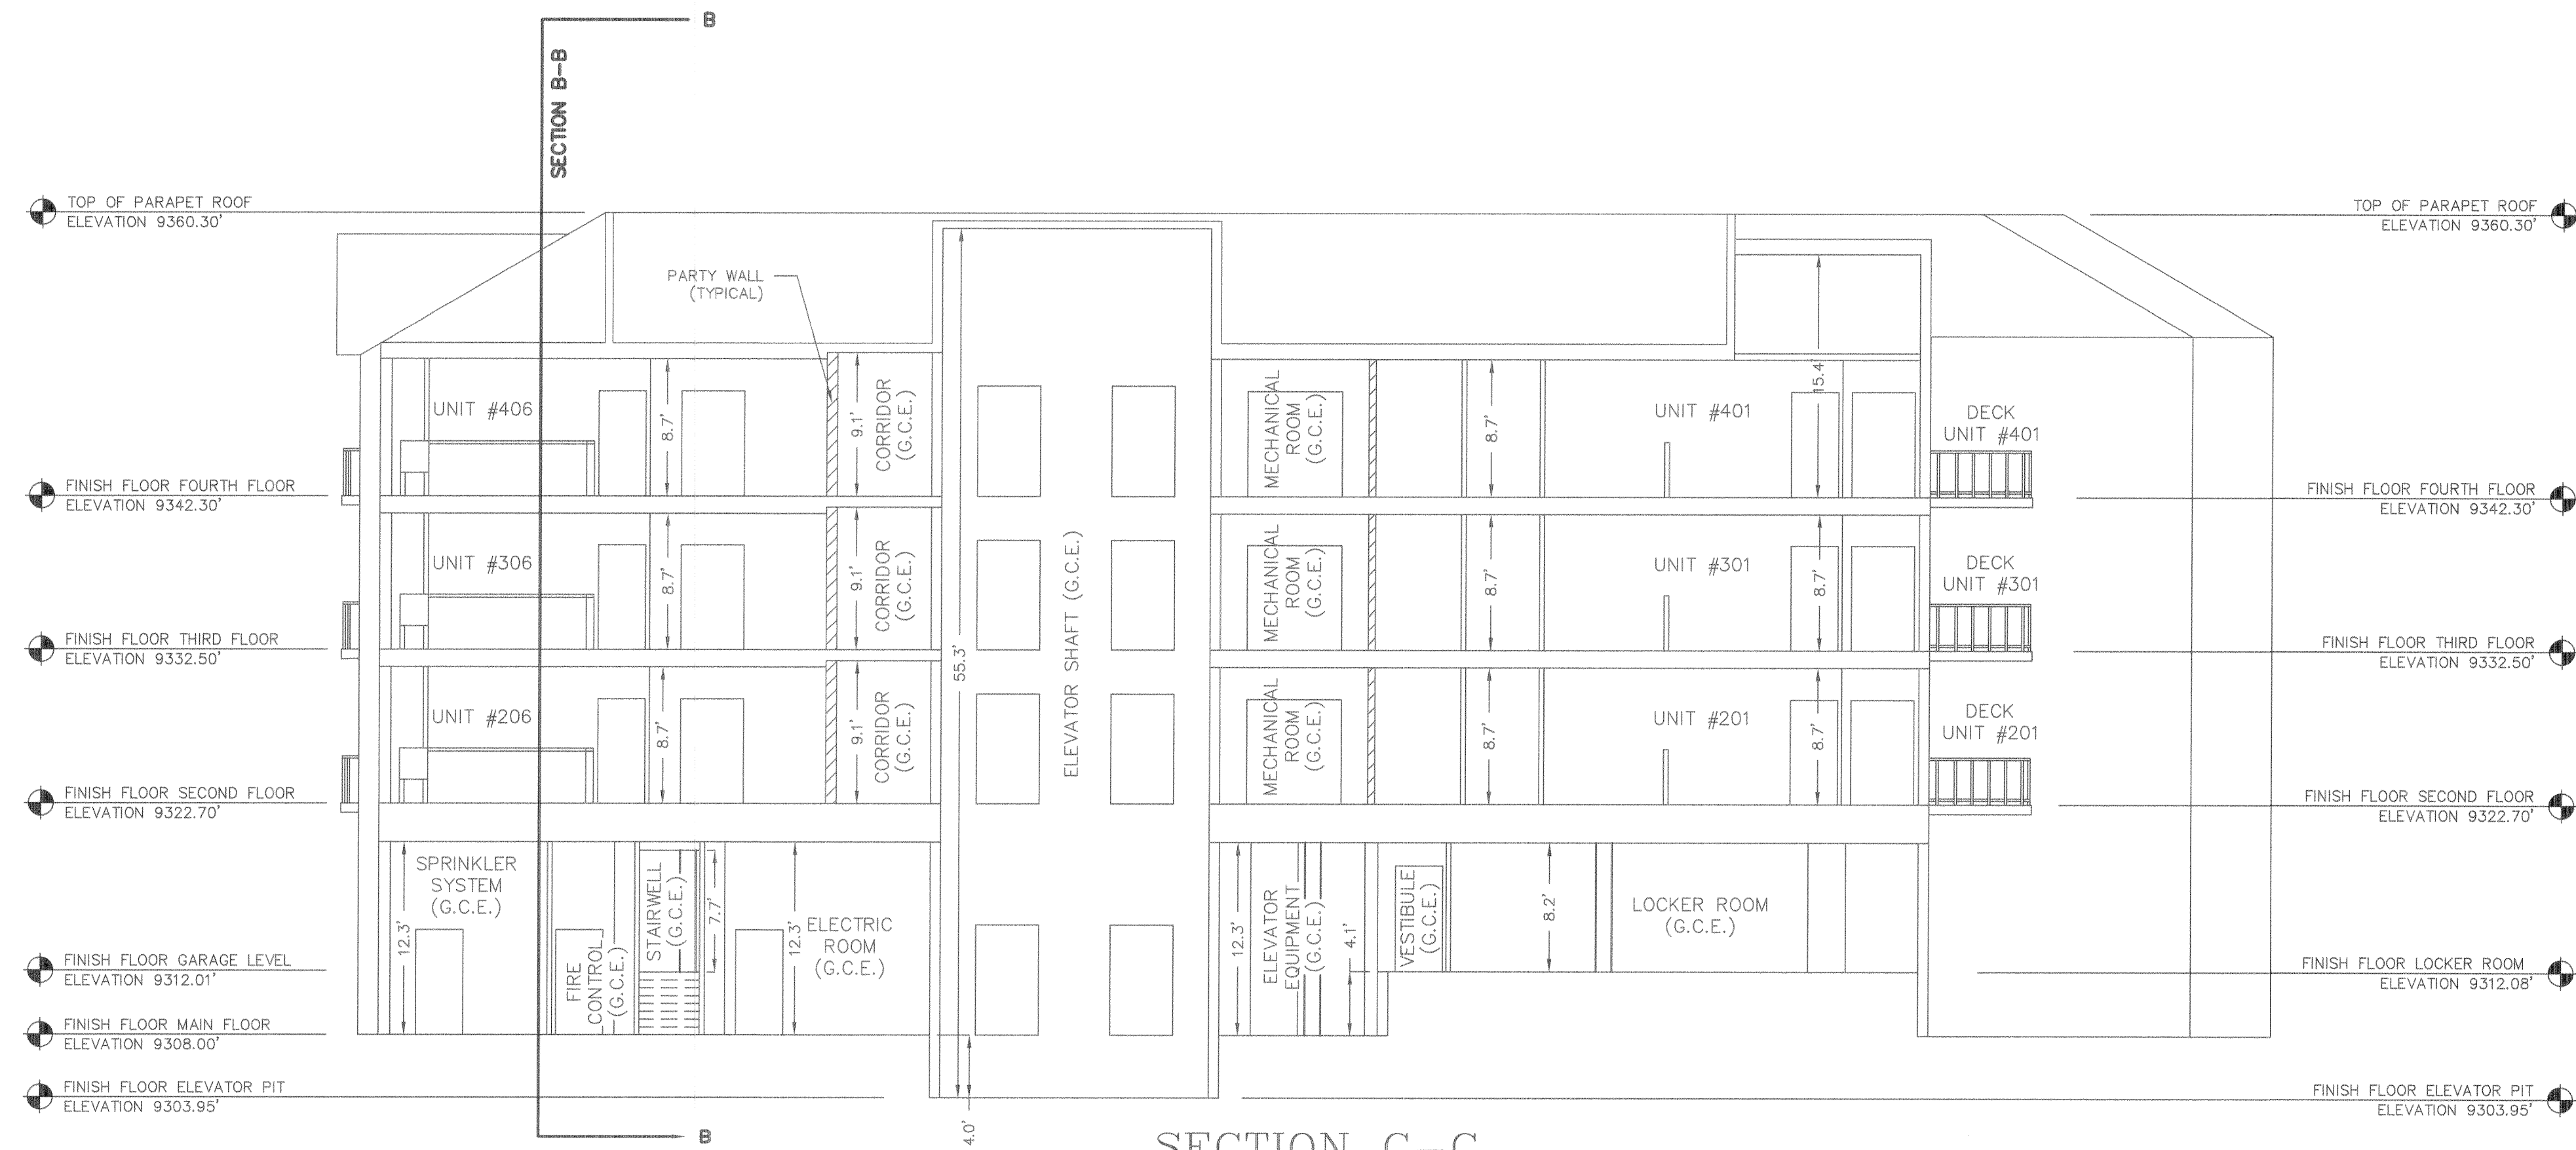 B
SECTION B-B
TOP OF PARAPET ROOF
ELEVATION 9360.30'
TOP OF PARAPET ROOF
ELEVATION 9360.30'
PARTY WALL
(TYPICAL)
UNIT #406
8.7'
9.1'
CORRIDOR
(G.C.E.)
MECHANICAL
ROOM
(G.C.E.)
8.7'
UNIT #401
15.4
DECK
UNIT #401
FINISH FLOOR FOURTH FLOOR
ELEVATION 9342.30'
FINISH FLOOR FOURTH FLOOR
ELEVATION 9342.30'
UNIT #306
8.7'
9.1'
CORRIDOR
(G.C.E.)
55.3'
ELEVATOR SHAFT (G.C.E.)
MECHANICAL
ROOM
(G.C.E.)
8.7'
UNIT #301
8.7'
DECK
UNIT #301
FINISH FLOOR THIRD FLOOR
ELEVATION 9332.50'
FINISH FLOOR THIRD FLOOR
ELEVATION 9332.50'
UNIT #206
8.7'
9.1'
CORRIDOR
(G.C.E.)
MECHANICAL
ROOM
(G.C.E.)
8.7'
UNIT #201
8.7'
DECK
UNIT #201
FINISH FLOOR SECOND FLOOR
ELEVATION 9322.70'
FINISH FLOOR SECOND FLOOR
ELEVATION 9322.70'
12.3'
SPRINKLER
SYSTEM
(G.C.E.)
FIRE
CONTROL
(G.C.E.)
STAIRWELL
(G.C.E.)
7.7'
12.3'
ELECTRIC
ROOM
(G.C.E.)
12.3'
ELEVATOR
EQUIPMENT
(G.C.E.)
4.1'
VESTIBULE
(G.C.E.)
8.2'
LOCKER ROOM
(G.C.E.)
FINISH FLOOR GARAGE LEVEL
ELEVATION 9312.01'
FINISH FLOOR LOCKER ROOM
ELEVATION 9312.08'
FINISH FLOOR MAIN FLOOR
ELEVATION 9308.00'
FINISH FLOOR ELEVATOR PIT
ELEVATION 9303.95'
FINISH FLOOR ELEVATOR PIT
ELEVATION 9303.95'
4.0'
B